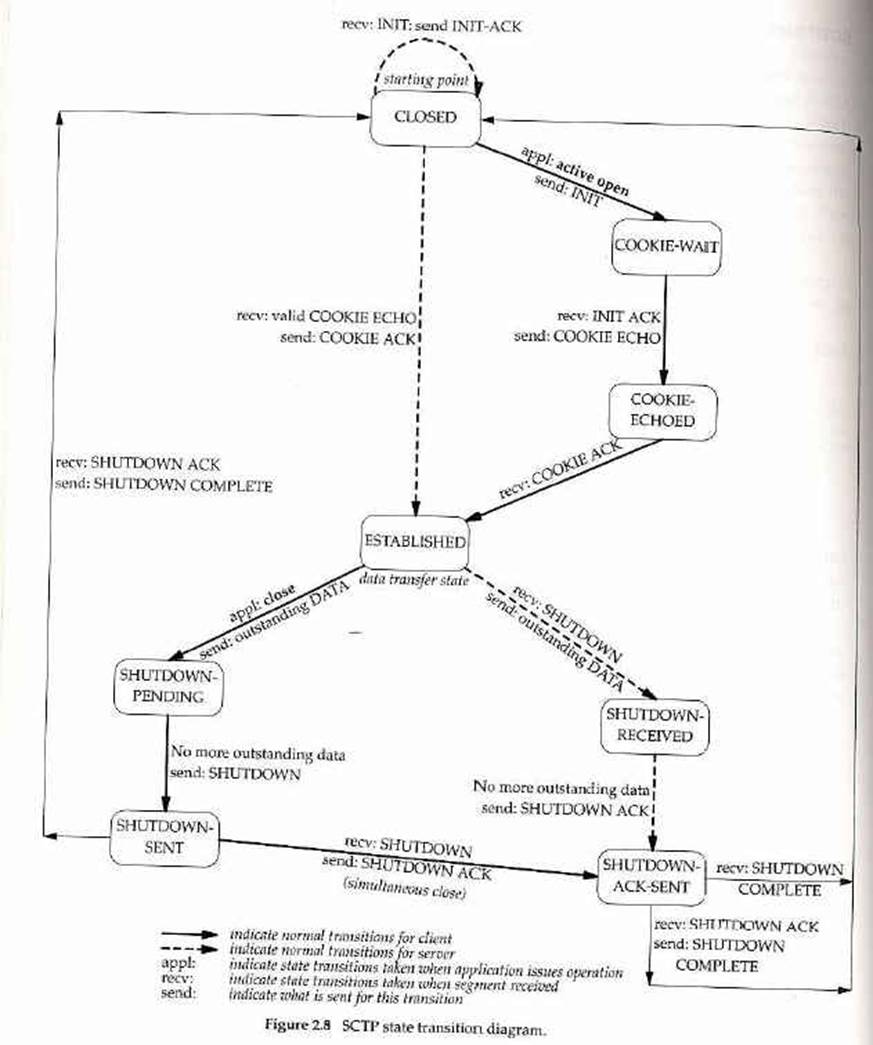 recv: INIT: send INIT-ACK
starting point
CLOSED
appl: active open
send: INIT
COOKIE-WAIT
recv: valid COOKIE ECHO
send: COOKIE ACK
recv: INIT ACK
send: COOKIE ECHO
COOKIE-
ECHOED
recv: SHUTDOWN ACK
send: SHUTDOWN COMPLETE
recv: COOKIE ACK
ESTABLISHED
data transfer state
appl: close
send: outstanding DATA
recv: SHUTDOWN
send: outstanding DATA
SHUTDOWN-
PENDING
SHUTDOWN-
RECEIVED
No more outstanding data
send: SHUTDOWN
No more outstanding data
send: SHUTDOWN ACK
SHUTDOWN-
SENT
recv: SHUTDOWN
send: SHUTDOWN ACK
(simultaneous close)
SHUTDOWN-
ACK-SENT
recv: SHUTDOWN
COMPLETE
recv: SHUTDOWN ACK
send: SHUTDOWN
COMPLETE
indicate normal transitions for client
indicate normal transitions for server
appl: indicate state transitions taken when application issues operation
recv: indicate state transitions taken when segment received
send: indicate what is sent for this transition
Figure 2.8 SCTP state transition diagram.